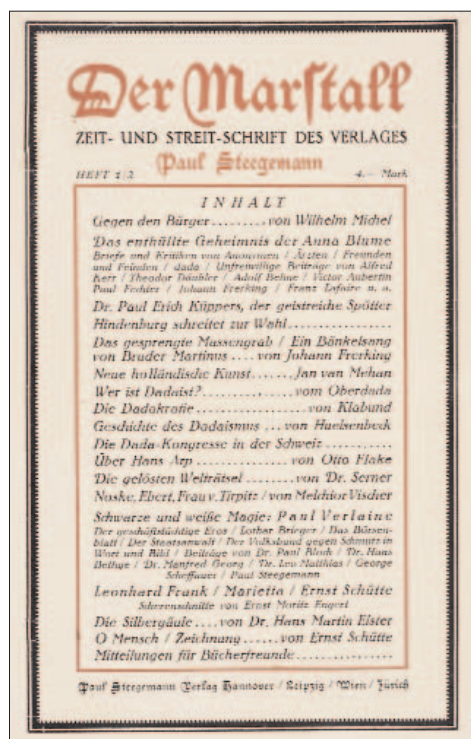 Der Marstall
ZEIT- UND STREIT-SCHRIFT DES VERLAGES
Paul Steegemann
HEFT 1/2 4.— Mark
INHALT
Gegen den Bürger.........von Wilhelm Michel
Das enthüllte Geheimnis der Anna Blume
Briefe und Kritiken von Anonymen / Ärzten / Freunden
und Feinden / dada / Unfreiwillige Beiträge von Alfred
Kerr / Theodor Däubler / Adolf Behne / Victor Aubertin
Paul Fechter / Johann Frerking / Franz Lafaire u. a.
Dr. Paul Erich Küppers, der geistreiche Spötter
Hindenburg schreitet zur Wahl.................
Das gesprengte Massengrab / Ein Bänkelsang
von Bruder Martinus ....von Johann Frerking
Neue holländische Kunst.......Jan van Mehan
Wer ist Dadaist?.................vom Oberdada
Die Dadakratie...................von Klabund
Geschichte des Dadaismus ...von Huelsenbeck
Die Dada-Kongresse in der Schweiz ...........
Über Hans Arp ..............von Otto Flake
Die gelösten Welträtsel.......von Dr. Serner
Noske, Ebert, Frau v. Tirpitz / von Melchior Vischer
Schwarze und weiße Magie: Paul Verlaine
Der geschäftstüchtige Eros / Lothar Brieger / Das Börsen-
blatt / Der Staatsanwalt / Der Volksbund gegen Schmutz in
Wort und Bild / Beiträge von Dr. Paul Block / Dr. Hans
Bethge / Dr. Manfred Georg / Dr. Leo Matthias / George
Scheffauer / Paul Steegemann
Leonhard Frank / Marietta / Ernst Schütte
Scherenschnitte von Ernst Moritz Engert
Die Silbergäule....von Dr. Hans Martin Elster
O Mensch / Zeichnung ......von Ernst Schütte
Mitteilungen für Bücherfreunde...............
Paul Steegemann Verlag Hannover / Leipzig / Wien / Zürich